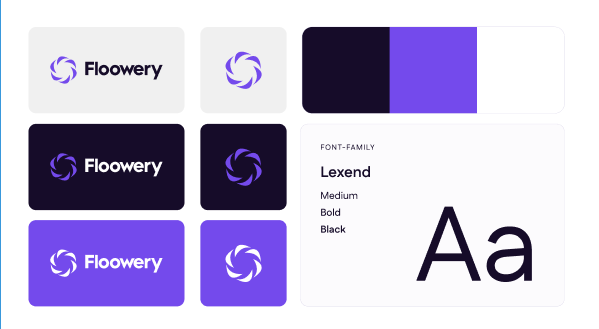 Floowery
Floowery
Floowery
FONT-FAMILY
Lexend
Medium
Bold
Black
Aa